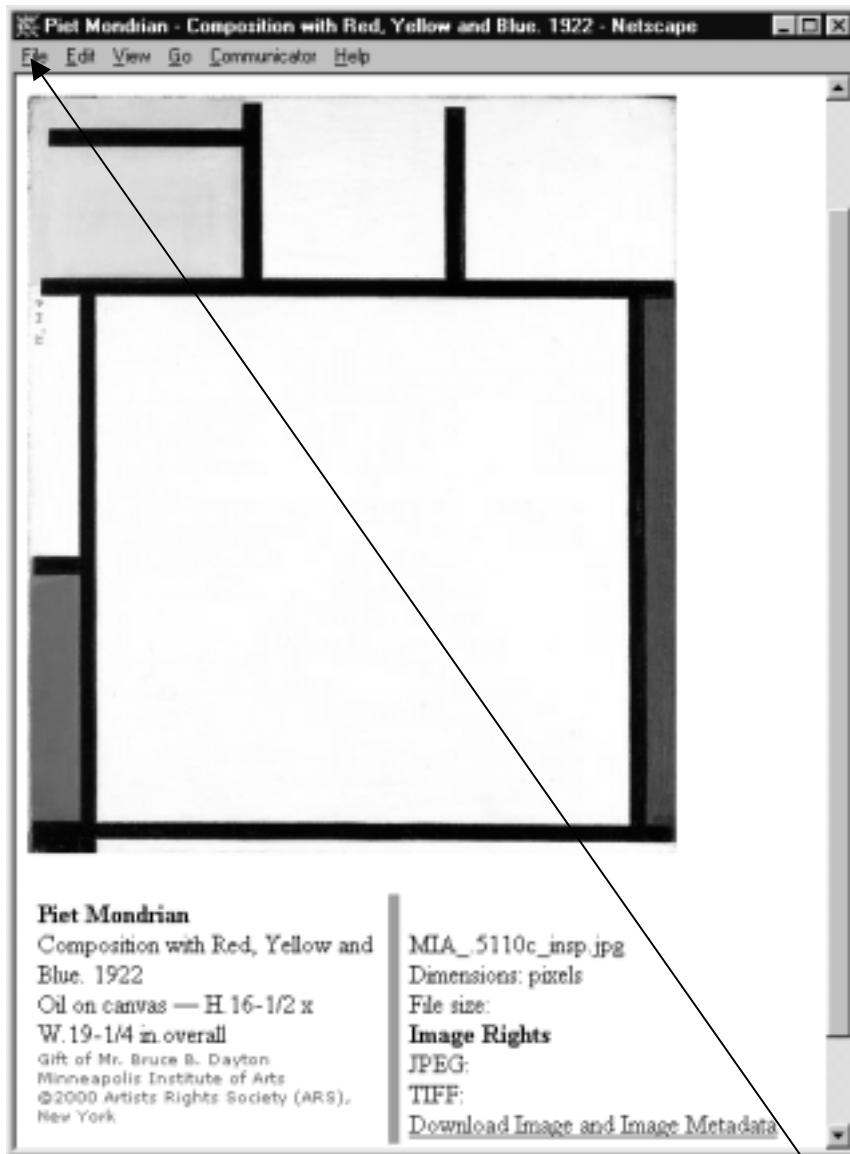 Piet Mondrian - Composition with Red, Yellow and Blue. 1922 - Netscape
File Edit View Go Communicator Help
Piet Mondrian
Composition with Red, Yellow and
Blue. 1922
Oil on canvas — H.16-1/2 x
W.19-1/4 in.overall
Gift of Mr. Bruce B. Dayton
Minneapolis Institute of Arts
©2000 Artists Rights Society (ARS),
New York
MIA_.5110c_insp.jpg
Dimensions: pixels
File size:
Image Rights
JPEG:
TIFF:
Download Image and Image Metadata